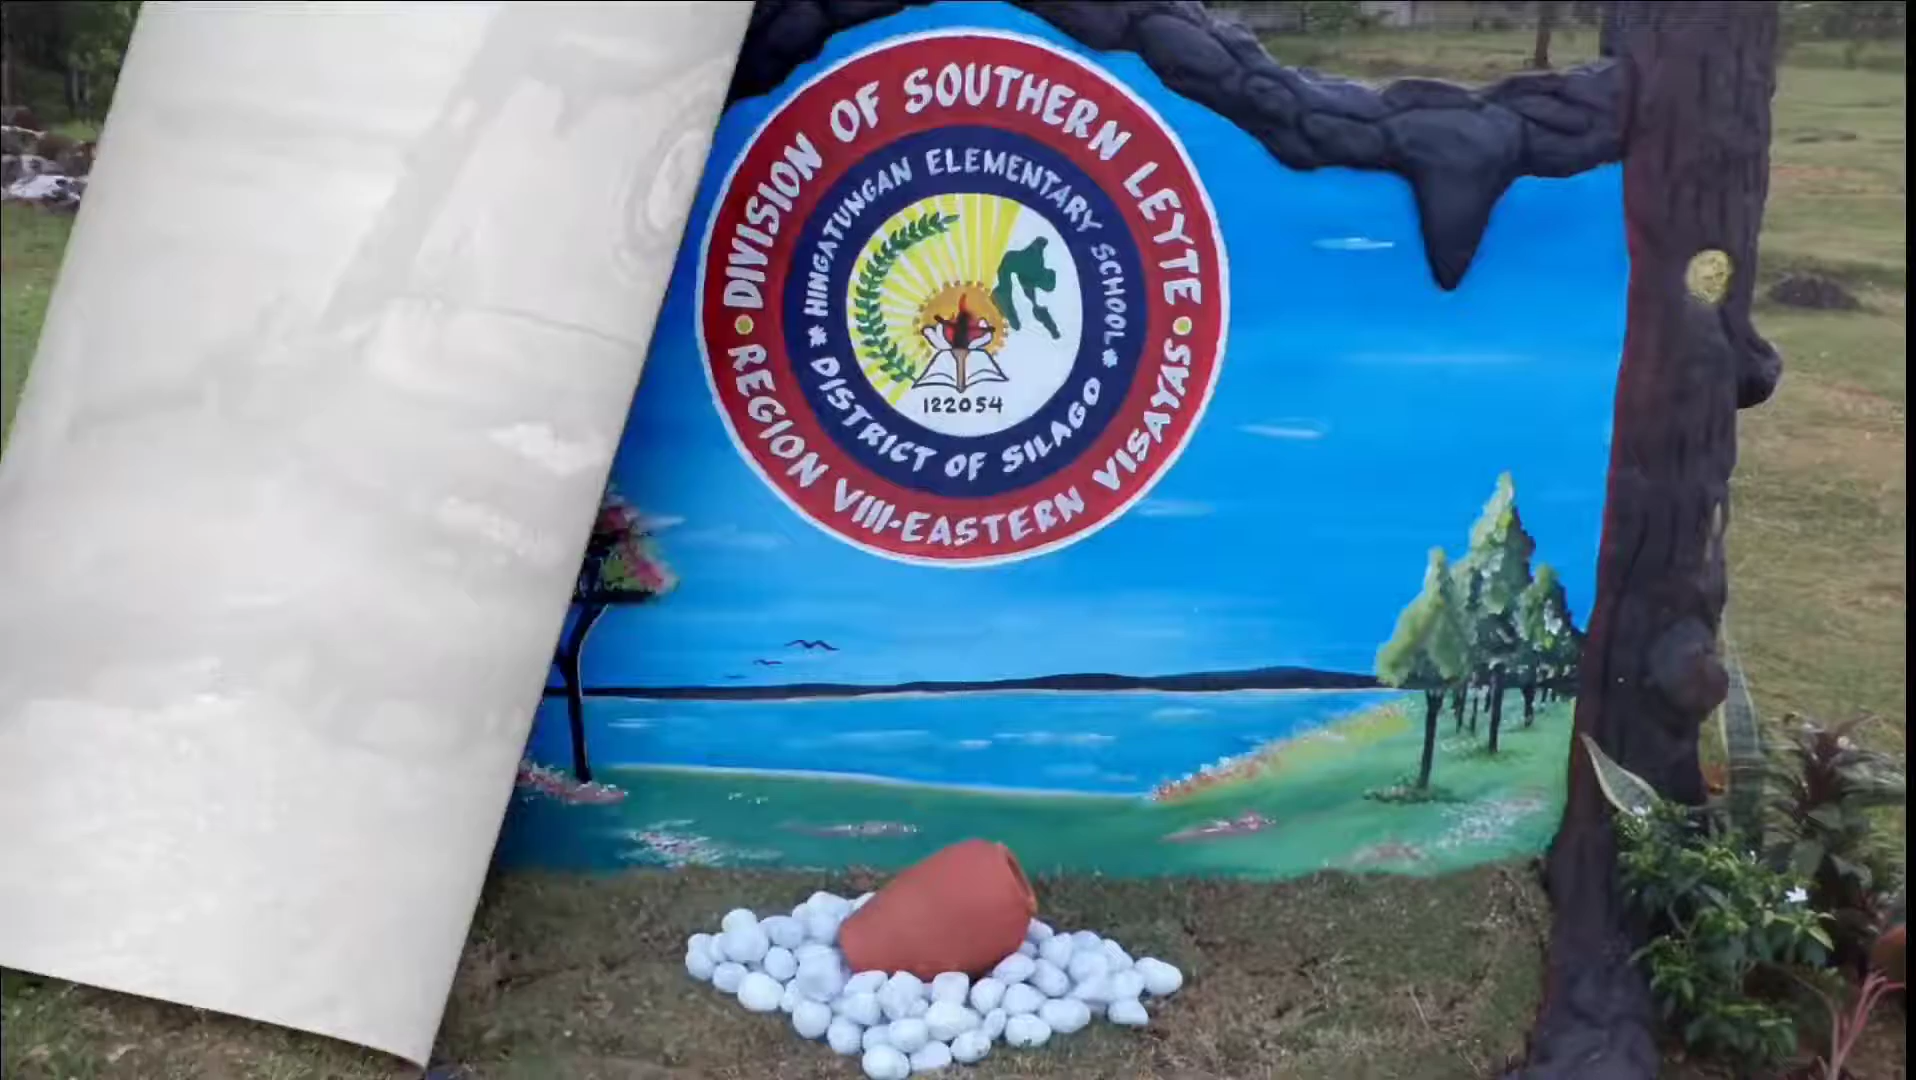 DIVISION OF SOUTHERN LEYTE
REGION VIII-EASTERN VISAYAS
HINGATUNGAN ELEMENTARY SCHOOL
DISTRICT OF SILAGO
122054